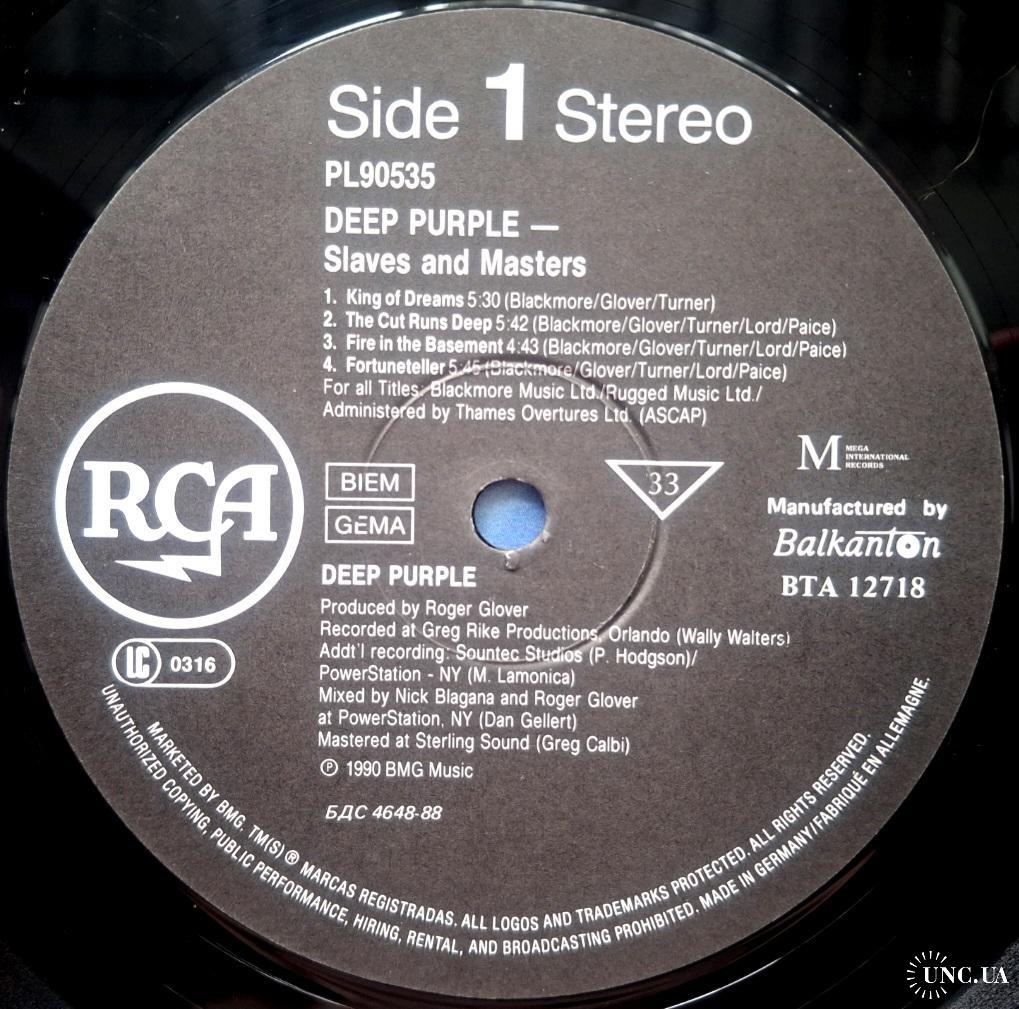 Side 1 Stereo
PL90535
DEEP PURPLE —
Slaves and Masters
1. King of Dreams 5:30 (Blackmore/Glover/Turner)
2. The Cut Runs Deep 5:42 (Blackmore/Glover/Turner/Lord/Paice)
3. Fire in the Basement 4:43 (Blackmore/Glover/Turner/Lord/Paice)
4. Fortuneteller 5:45 (Blackmore/Glover/Turner/Lord/Paice)
For all Titles: Blackmore Music Ltd./Rugged Music Ltd./
Administered by Thames Overtures Ltd. (ASCAP)
RCA
BIEM
GEMA
33
M MEGA
INTERNATIONAL
RECORDS
Manufactured by
Balkanton
BTA 12718
DEEP PURPLE
Produced by Roger Glover
Recorded at Greg Rike Productions, Orlando (Wally Walters)
Addt'l recording: Sountec Studios (P. Hodgson)/
PowerStation - NY (M. Lamonica)
Mixed by Nick Blagana and Roger Glover
at PowerStation, NY (Dan Gellert)
Mastered at Sterling Sound (Greg Calbi)
℗ 1990 BMG Music
LC 0316
БДС 4648-88
MARKETED BY BMG. TM(S) ® MARCAS REGISTRADAS. ALL LOGOS AND TRADEMARKS PROTECTED. ALL RIGHTS RESERVED.
UNAUTHORIZED COPYING, PUBLIC PERFORMANCE, HIRING, RENTAL, AND BROADCASTING PROHIBITED. MADE IN GERMANY/FABRIQUÉ EN ALLEMAGNE.
UNC.UA